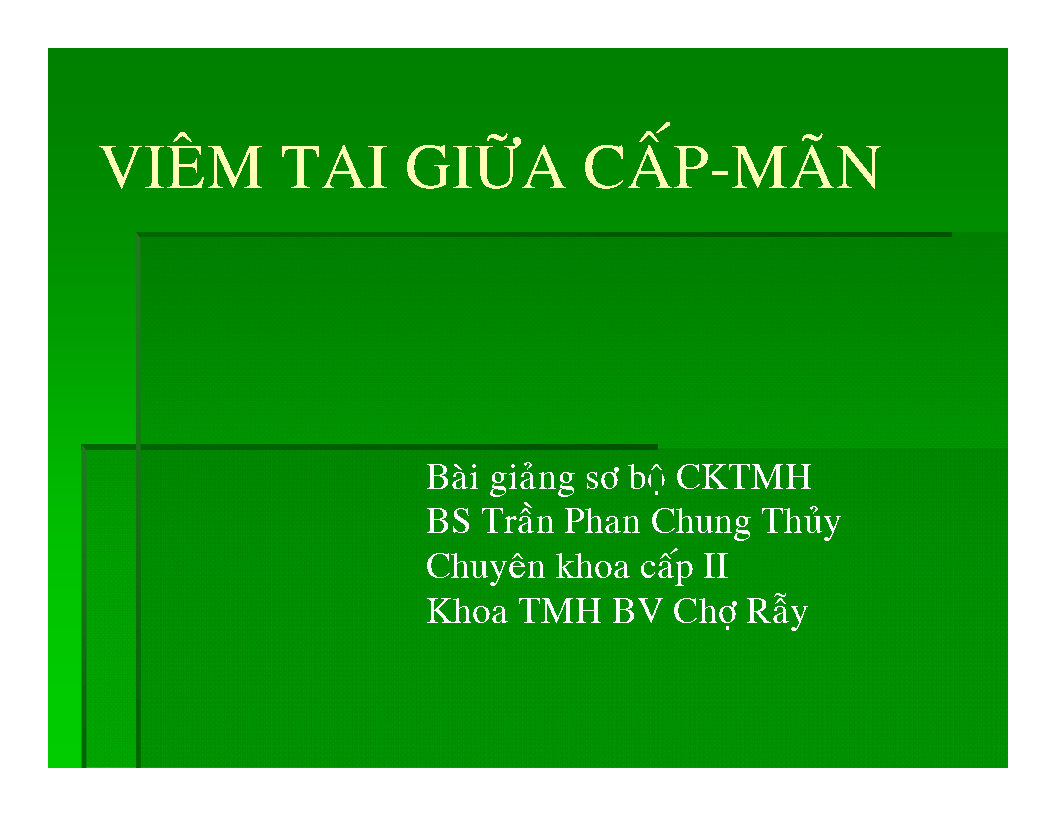 VIÊM TAI GIỮA CẤP-MÃN
Bài giảng sơ bộ CKTMH
BS Trần Phan Chung Thủy
Chuyên khoa cấp II
Khoa TMH BV Chợ Rẫy